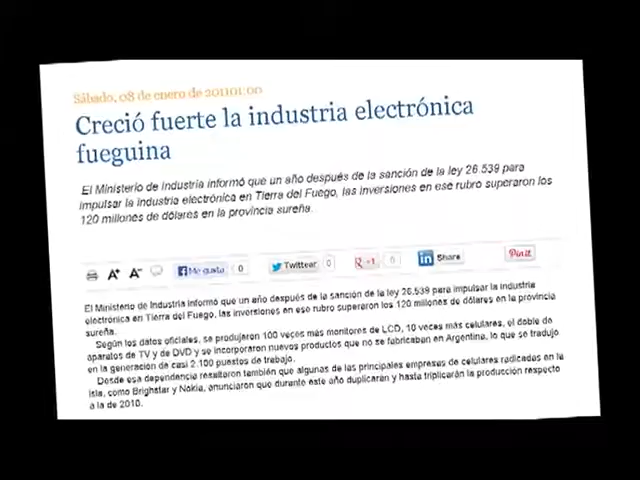 Sábado, 08 de enero de 201101:00
Creció fuerte la industria electrónica
fueguina
El Ministerio de Industria informó que un año después de la sanción de la ley 26.539 para
impulsar la industria electrónica en Tierra del Fuego, las inversiones en ese rubro superaron los
120 millones de dólares en la provincia sureña.
A+ A- Me gusta 0 Twittear 0 +1 0 Share Pin it
El Ministerio de Industria informó que un año después de la sanción de la ley 26.539 para impulsar la industria
electrónica en Tierra del Fuego, las inversiones en ese rubro superaron los 120 millones de dólares en la provincia
sureña.
Según los datos oficiales, se produjeron 100 veces más monitores de LCD, 10 veces más celulares, el doble de
aparatos de TV y de DVD y se incorporaron nuevos productos que no se fabricaban en Argentina, lo que se tradujo
en la generación de casi 2.100 puestos de trabajo.
Desde esa dependencia resaltaron también que algunas de las principales empresas de celulares radicadas en la
isla, como Brighstar y Nokia, anunciaron que durante este año duplicarán y hasta triplicarán la producción respecto
a la de 2010.